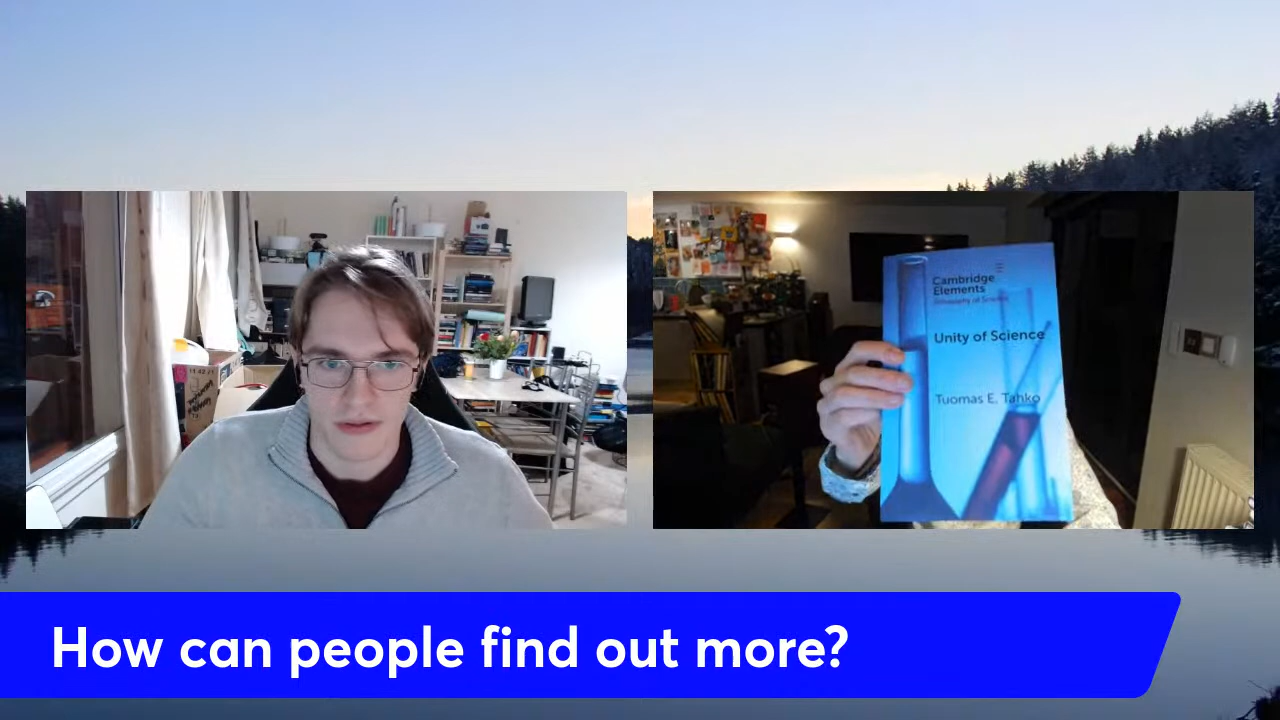 Cambridge
Elements
Philosophy of Science
Unity of Science
Tuomas E. Tahko
How can people find out more?